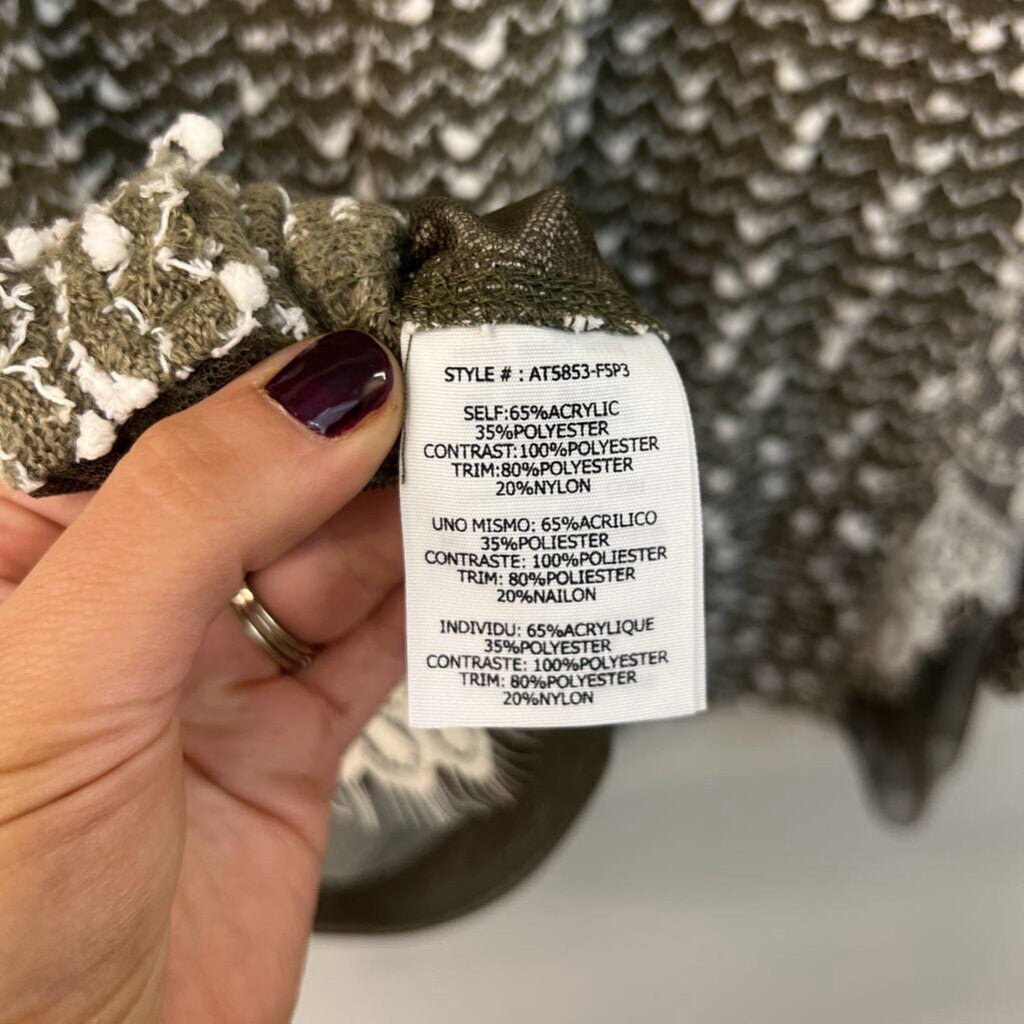 STYLE # : AT5853-F5P3
SELF:65%ACRYLIC
35%POLYESTER
CONTRAST:100%POLYESTER
TRIM:80%POLYESTER
20%NYLON
UNO MISMO: 65%ACRILICO
35%POLIESTER
CONTRASTE: 100%POLIESTER
TRIM: 80%POLIESTER
20%NAILON
INDIVIDU: 65%ACRYLIQUE
35%POLYESTER
CONTRASTE: 100%POLYESTER
TRIM: 80%POLYESTER
20%NYLON